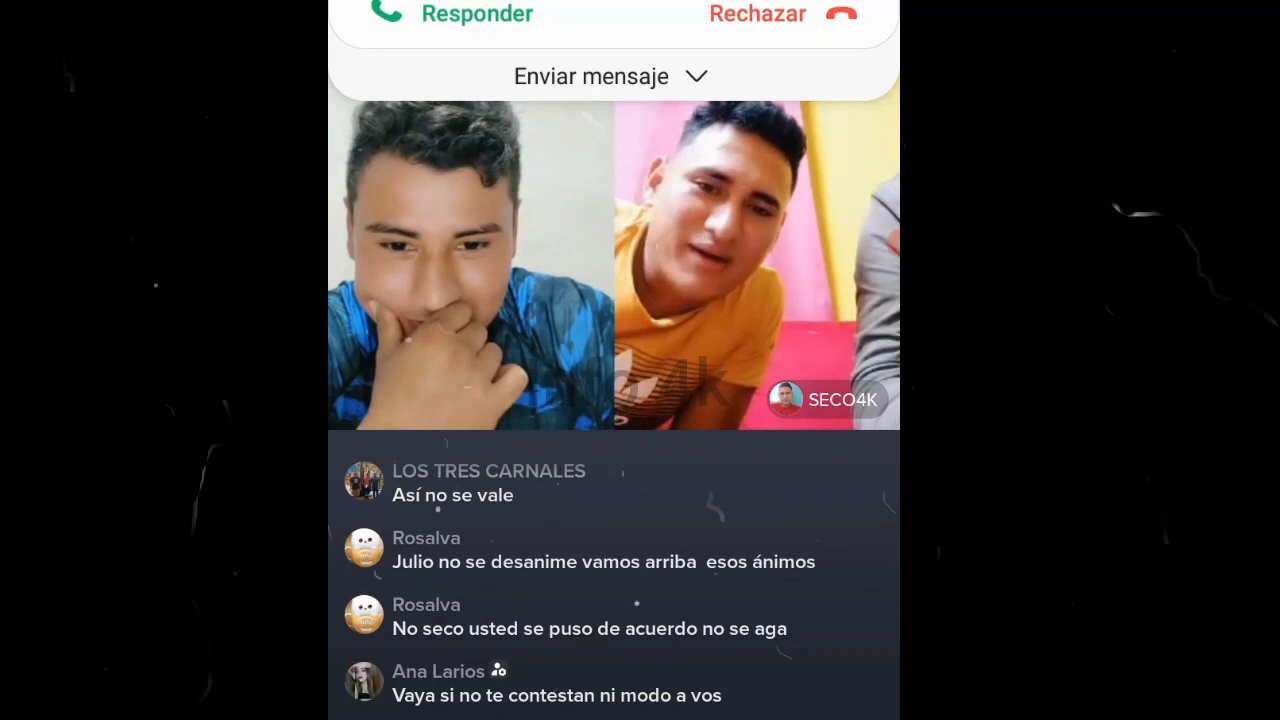 Responder
Rechazar
Enviar mensaje
SECO4K
LOS TRES CARNALES
Así no se vale
Rosalva
Julio no se desanime vamos arriba esos ánimos
Rosalva
No seco usted se puso de acuerdo no se aga
Ana Larios
Vaya si no te contestan ni modo a vos